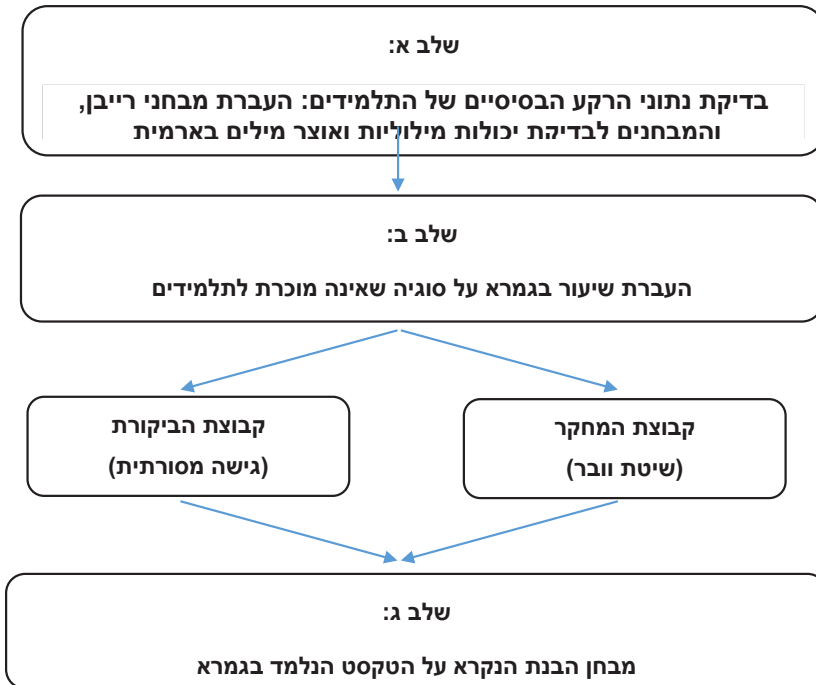 שלב א:
בדיקת נתוני הרקע הבסיסיים של התלמידים: העברת מבחני רייבן,
והמבחנים לבדיקת יכולות מילוליות ואוצר מילים בארמית
שלב ב:
העברת שיעור בגמרא על סוגיה שאינה מוכרת לתלמידים
קבוצת המחקר
(שיטת וובר)
קבוצת הביקורת
(גישה מסורתית)
שלב ג:
מבחן הבנת הנקרא על הטקסט הנלמד בגמרא